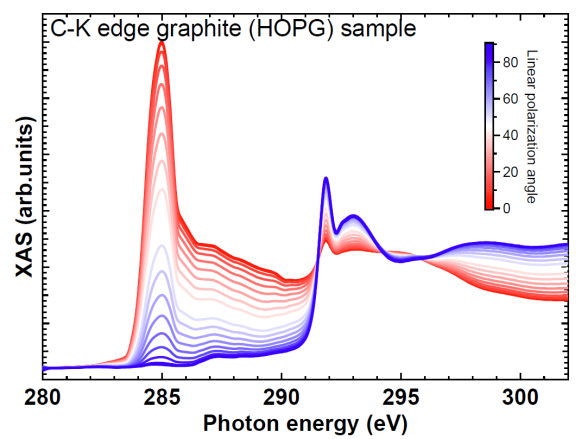 C-K edge graphite (HOPG) sample
XAS (arb.units)
80
60
40
20
0
Linear polarization angle
280
285
290
295
300
Photon energy (eV)